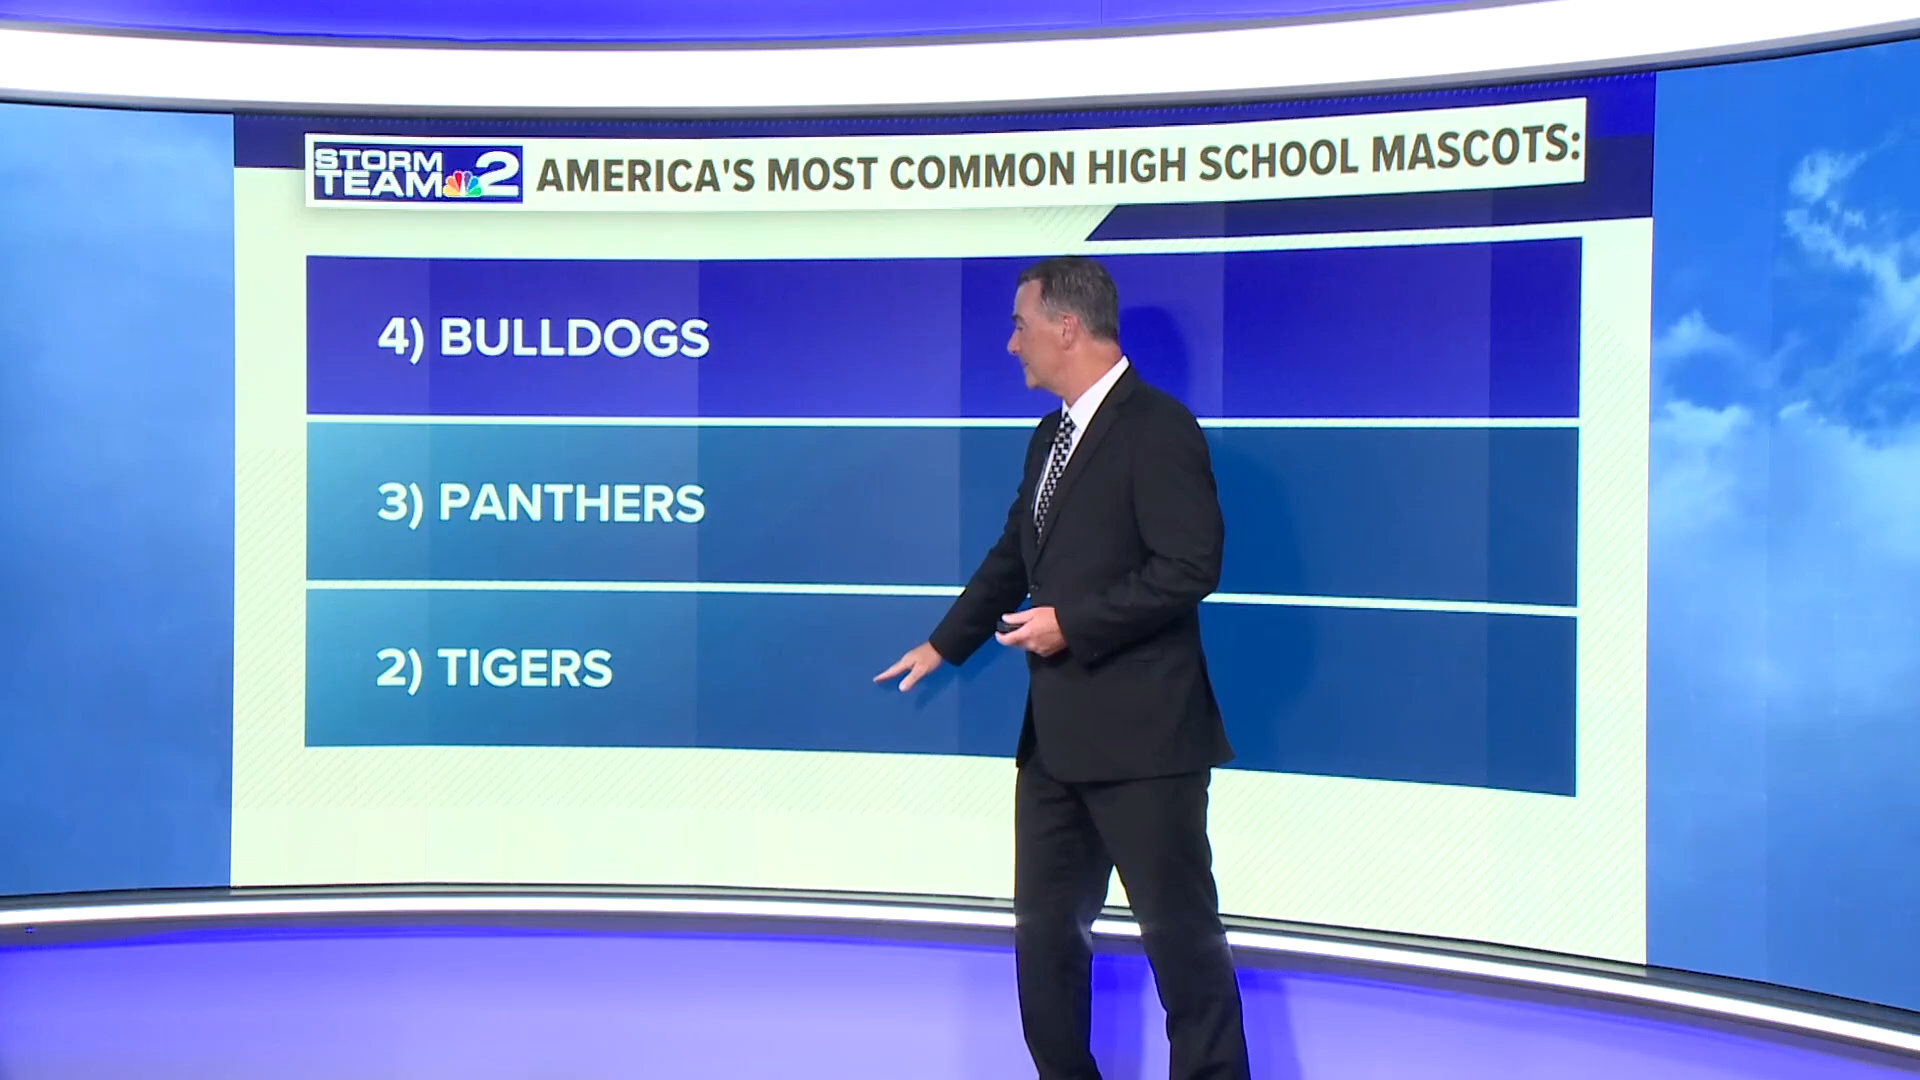 STORM
TEAM 2
AMERICA'S MOST COMMON HIGH SCHOOL MASCOTS:
4) BULLDOGS
3) PANTHERS
2) TIGERS